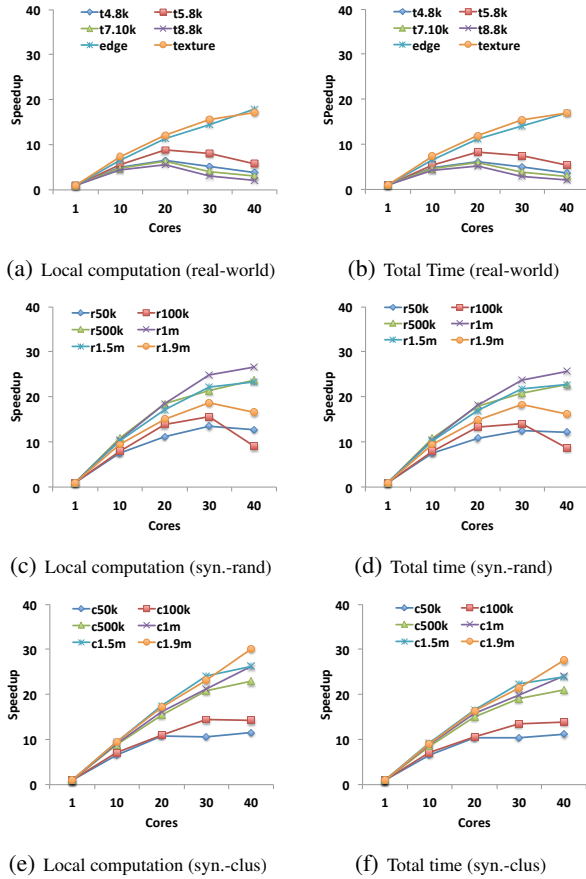 t4.8k t5.8k
t7.10k t8.8k
edge texture
40
30
20
10
0
Speedup
1 10 20 30 40
Cores
(a) Local computation (real-world)
t4.8k t5.8k
t7.10k t8.8k
edge texture
40
30
20
10
0
SPeedup
1 10 20 30 40
Cores
(b) Total Time (real-world)
r50k r100k
r500k r1m
r1.5m r1.9m
40
30
20
10
0
Speedup
1 10 20 30 40
Cores
(c) Local computation (syn.-rand)
r50k r100k
r500k r1m
r1.5m r1.9m
40
30
20
10
0
Speedup
1 10 20 30 40
Cores
(d) Total time (syn.-rand)
c50k c100k
c500k c1m
c1.5m c1.9m
40
30
20
10
0
Speedup
1 10 20 30 40
Cores
(e) Local computation (syn.-clus)
c50k c100k
c500k c1m
c1.5m c1.9m
40
30
20
10
0
Speedup
1 10 20 30 40
Cores
(f) Total time (syn.-clus)